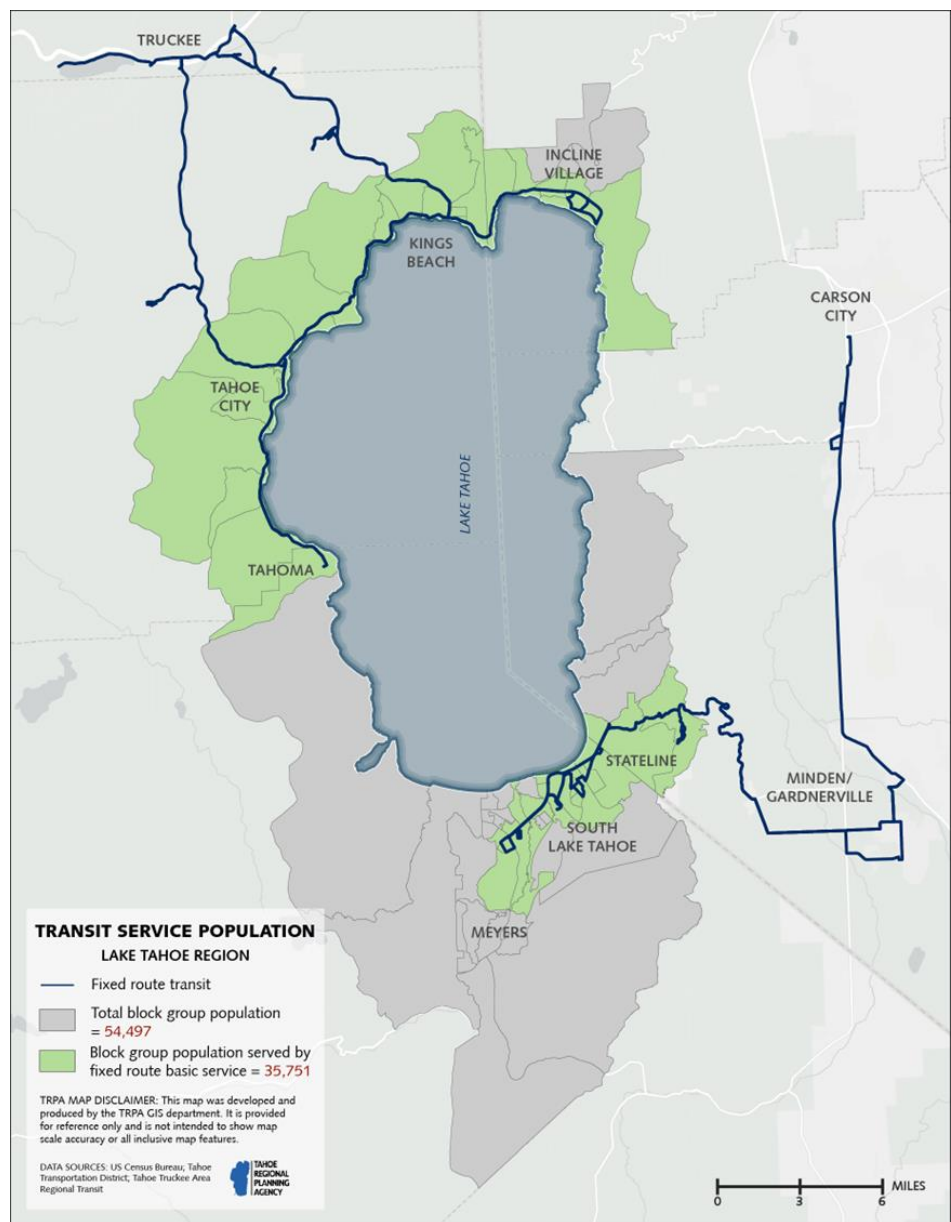 TRUCKEE
INCLINE
VILLAGE
KINGS
BEACH
CARSON
CITY
TAHOE
CITY
LAKE TAHOE
TAHOMA
STATELINE
MINDEN/
GARDNERVILLE
SOUTH
LAKE TAHOE
MEYERS
TRANSIT SERVICE POPULATION
LAKE TAHOE REGION
Fixed route transit
Total block group population
= 54,497
Block group population served by
fixed route basic service = 35,751
TRPA MAP DISCLAIMER: This map was developed and
produced by the TRPA GIS department. It is provided
for reference only and is not intended to show map
scale accuracy or all inclusive map features.
DATA SOURCES: US Census Bureau; Tahoe
Transportation District; Tahoe Truckee Area
Regional Transit
TAHOE
REGIONAL
PLANNING
AGENCY
MILES
0 3 6